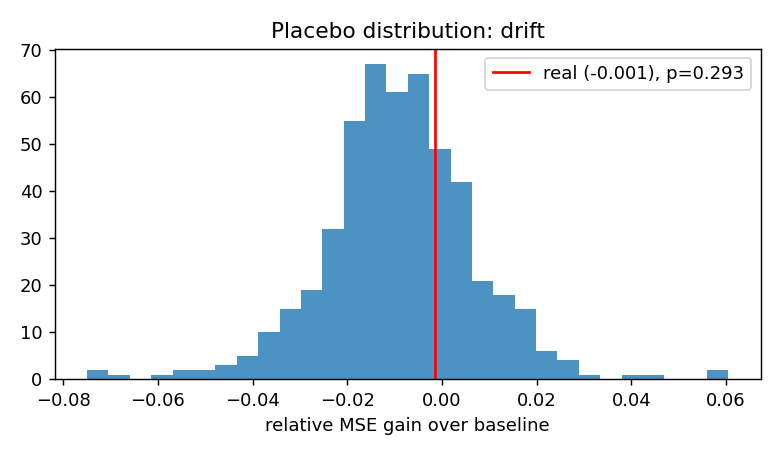 Placebo distribution: drift
real (-0.001), p=0.293
70
60
50
40
30
20
10
0
−0.08 −0.06 −0.04 −0.02 0.00 0.02 0.04 0.06
relative MSE gain over baseline